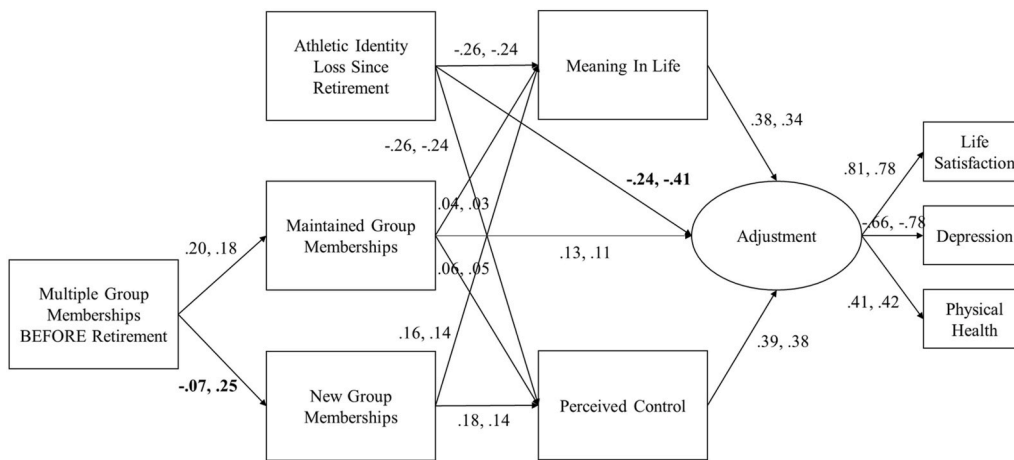 Athletic Identity
Loss Since
Retirement
-.26, -.24
Meaning In Life
.38, .34
-.26, -.24
-.24, -.41
.81, .78
Life
Satisfaction
Maintained Group
Memberships
.04, .03
.13, .11
Adjustment
-.66, -.78
Depression
.20, .18
.06, .05
Multiple Group
Memberships
BEFORE Retirement
.41, .42
Physical
Health
-.07, .25
.16, .14
.39, .38
New Group
Memberships
.18, .14
Perceived Control